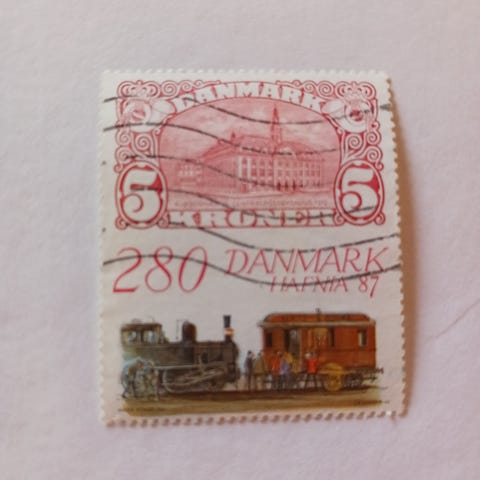 DANMARK
5 5
KRONER
280 DANMARK
HAFNIA 87